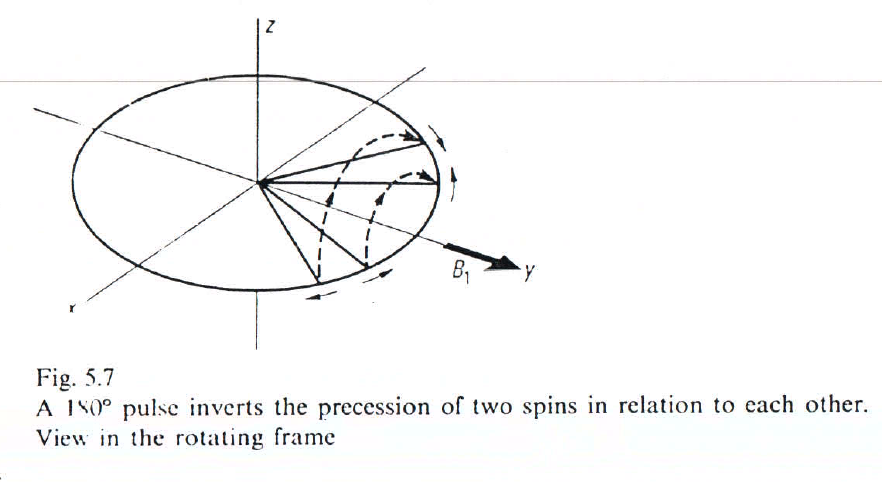 z
x
B₁
y
Fig. 5.7
A 180° pulse inverts the precession of two spins in relation to each other.
View in the rotating frame